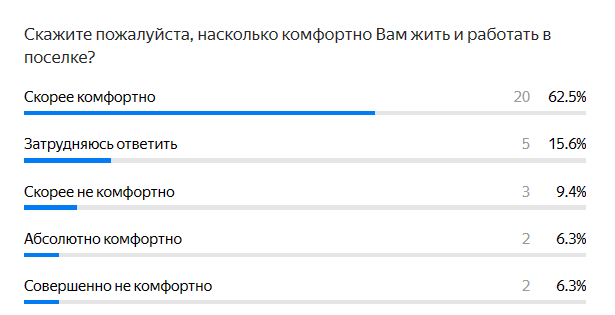 Скажите пожалуйста, насколько комфортно Вам жить и работать в
поселке?
Скорее комфортно 20 62.5%
Затрудняюсь ответить 5 15.6%
Скорее не комфортно 3 9.4%
Абсолютно комфортно 2 6.3%
Совершенно не комфортно 2 6.3%